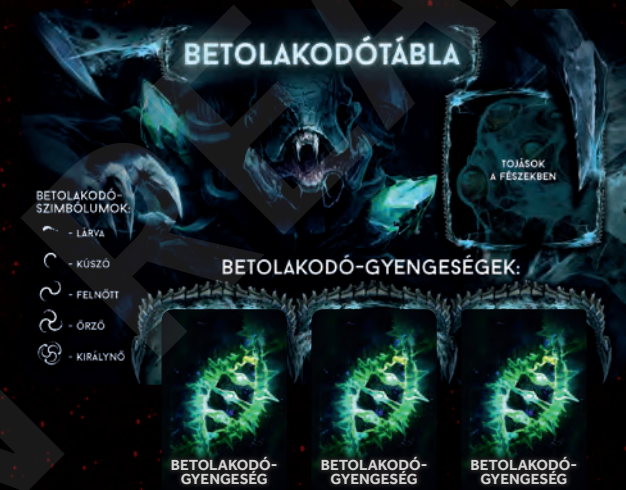 BETOLAKODÓTÁBLA
TOJÁSOK
A FÉSZEKBEN
BETOLAKODÓ-
SZIMBÓLUMOK:
- LÁRVA
- KÚSZÓ
- FELNŐTT
- ŐRZŐ
- KIRÁLYNŐ
BETOLAKODÓ-GYENGESÉGEK:
BETOLAKODÓ-
GYENGESÉG
BETOLAKODÓ-
GYENGESÉG
BETOLAKODÓ-
GYENGESÉG